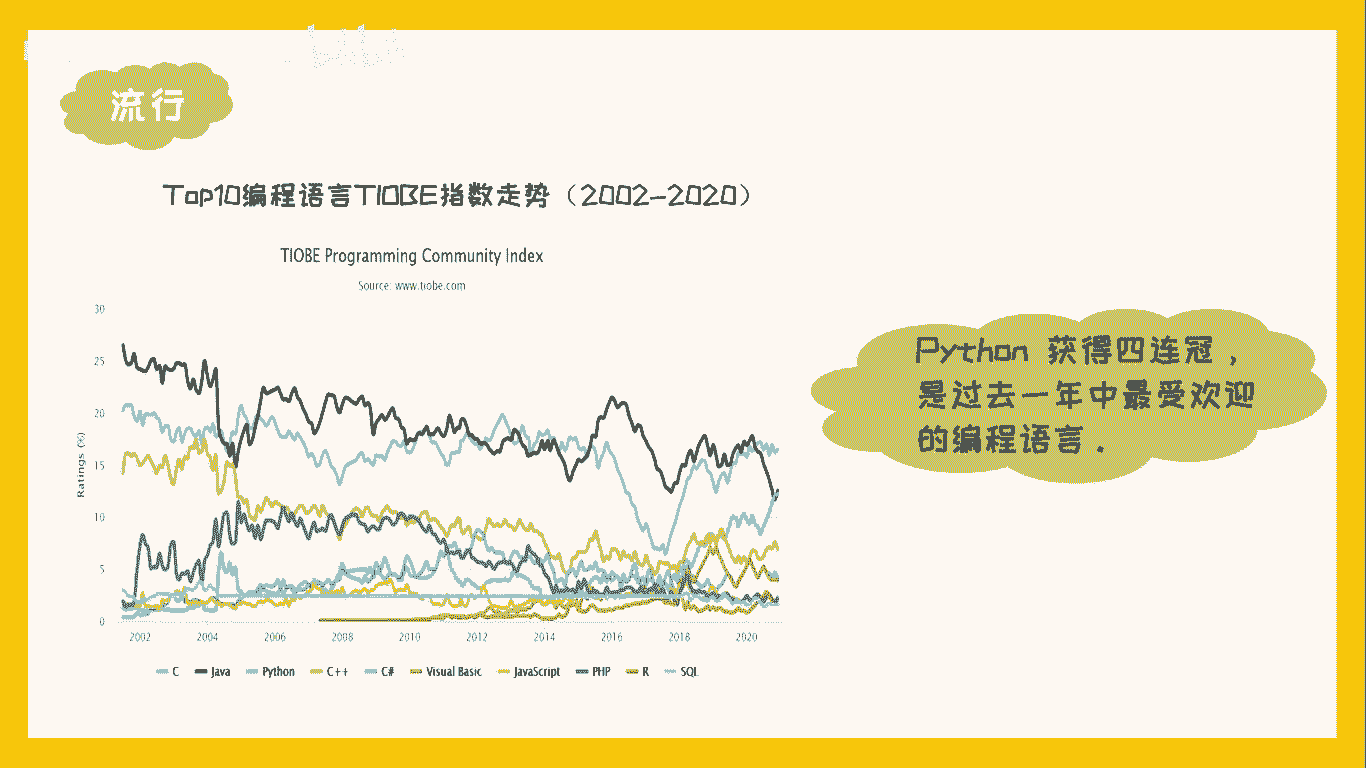 流行
Top10编程语言TIOBE指数走势（2002-2020）
TIOBE Programming Community Index
Source: www.tiobe.com
30
25
20
15
10
5
0
Ratings (%)
2002 2004 2006 2008 2010 2012 2014 2016 2018 2020
C Java Python C++ C# Visual Basic JavaScript PHP R SQL
Python 获得四连冠，
是过去一年中最受欢迎
的编程语言．